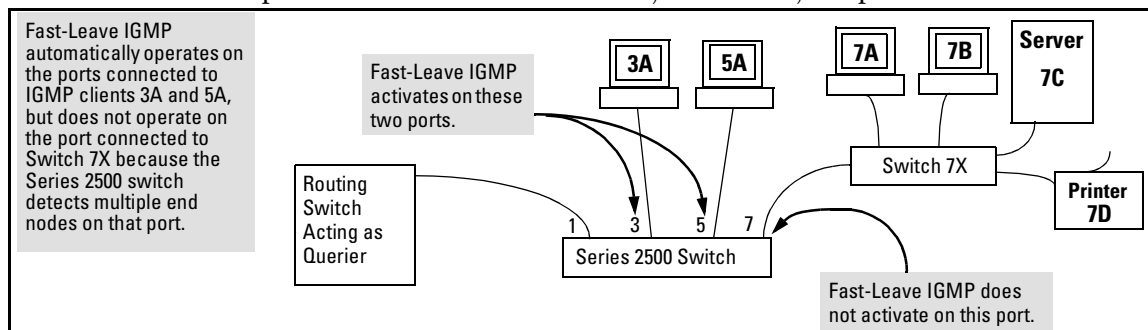 Fast-Leave IGMP
automatically operates on
the ports connected to
IGMP clients 3A and 5A,
but does not operate on
the port connected to
Switch 7X because the
Series 2500 switch
detects multiple end
nodes on that port.
Fast-Leave IGMP
activates on these
two ports.
3A
5A
7A
7B
Server
7C
Switch 7X
Printer
7D
Routing
Switch
Acting as
Querier
1
3
5
7
Series 2500 Switch
Fast-Leave IGMP does
not activate on this port.